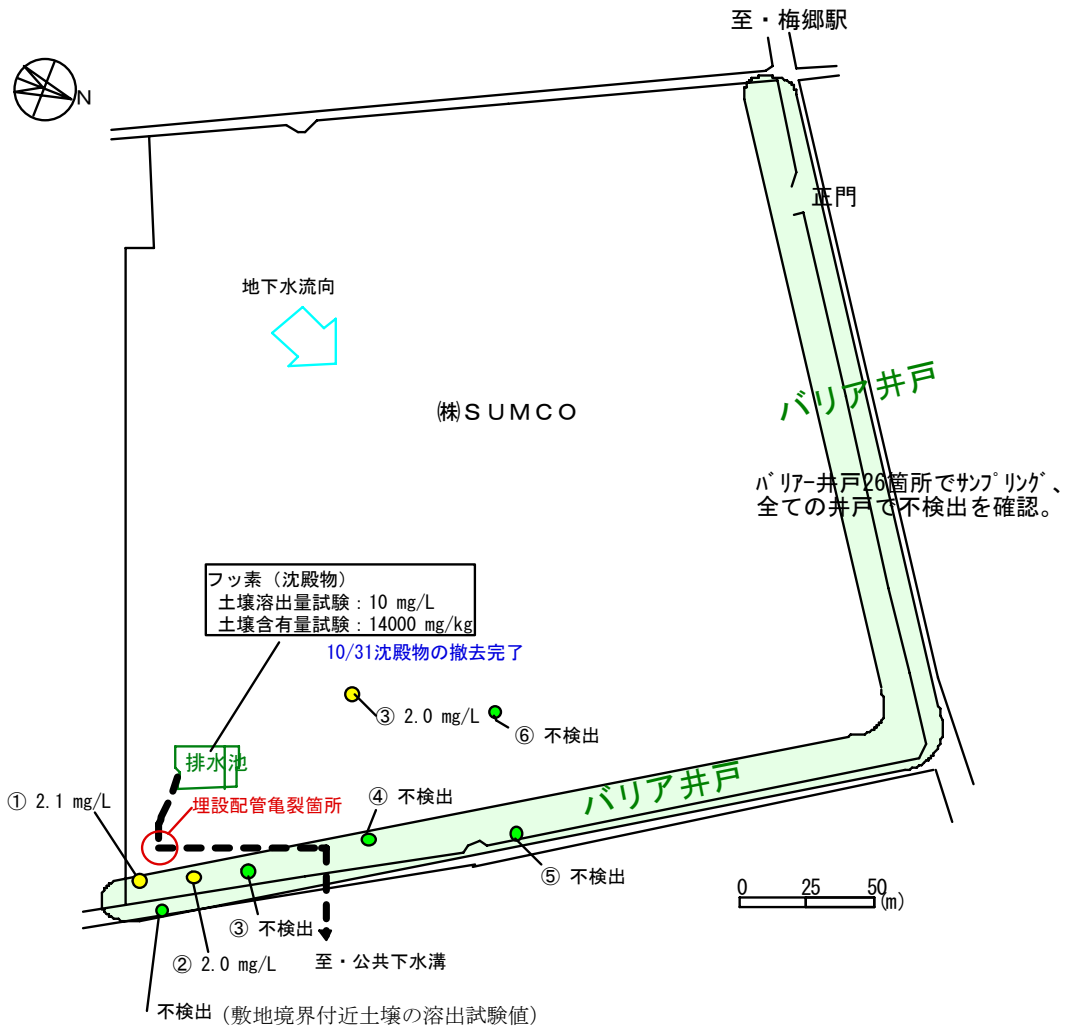 至・梅郷駅
N
正門
地下水流向
㈱ＳＵＭＣＯ
バリア井戸
ﾊﾞﾘｱｰ井戸26箇所でｻﾝﾌﾟﾘﾝｸﾞ、
全ての井戸で不検出を確認。
フッ素（沈殿物）
土壌溶出量試験：10 mg/L
土壌含有量試験：14000 mg/kg
10/31沈殿物の撤去完了
③ 2.0 mg/L
⑥ 不検出
排水池
バリア井戸
① 2.1 mg/L
埋設配管亀裂箇所
④ 不検出
⑤ 不検出
0 25 50
(m)
③ 不検出
② 2.0 mg/L
至・公共下水溝
不検出（敷地境界付近土壌の溶出試験値）